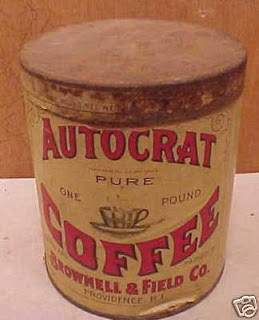 AUTOCRAT
PURE
ONE POUND
COFFEE
BROWNELL & FIELD CO.
PROVIDENCE R.I.